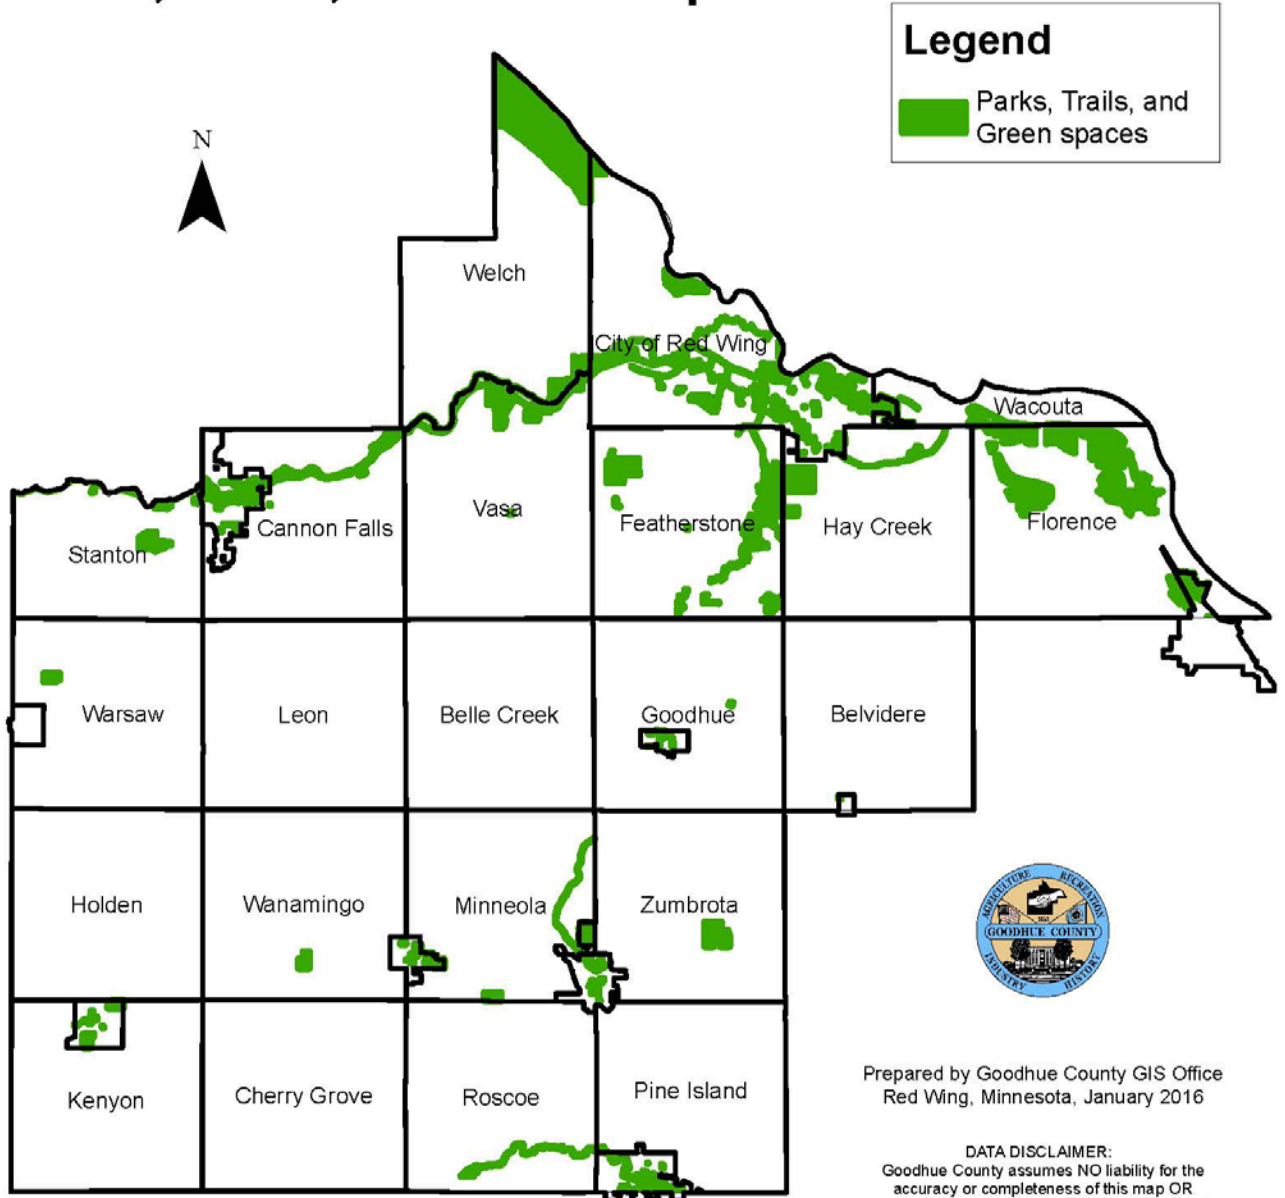 Legend
Parks, Trails, and
Green spaces
N
Welch
City of Red Wing
Wacouta
Vasa
Cannon Falls
Featherstone
Hay Creek
Florence
Stanton
Warsaw
Leon
Belle Creek
Goodhue
Belvidere
Holden
Wanamingo
Minneola
Zumbrota
AGRICULTURE
RECREATION
GOODHUE COUNTY
INDUSTRY
HISTORY
Kenyon
Cherry Grove
Roscoe
Pine Island
Prepared by Goodhue County GIS Office
Red Wing, Minnesota, January 2016
DATA DISCLAIMER:
Goodhue County assumes NO liability for the
accuracy or completeness of this map OR